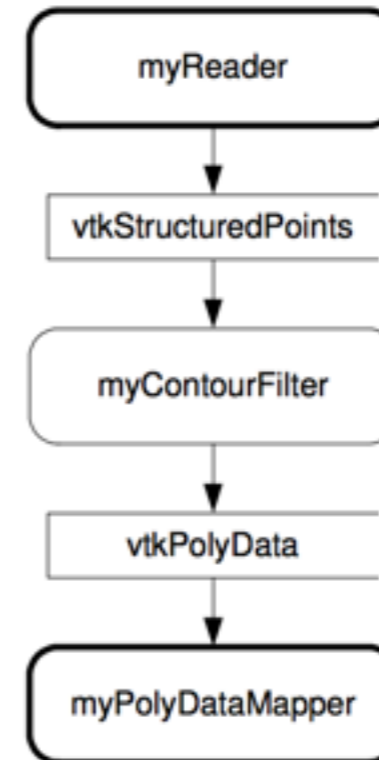 myReader
vtkStructuredPoints
myContourFilter
vtkPolyData
myPolyDataMapper